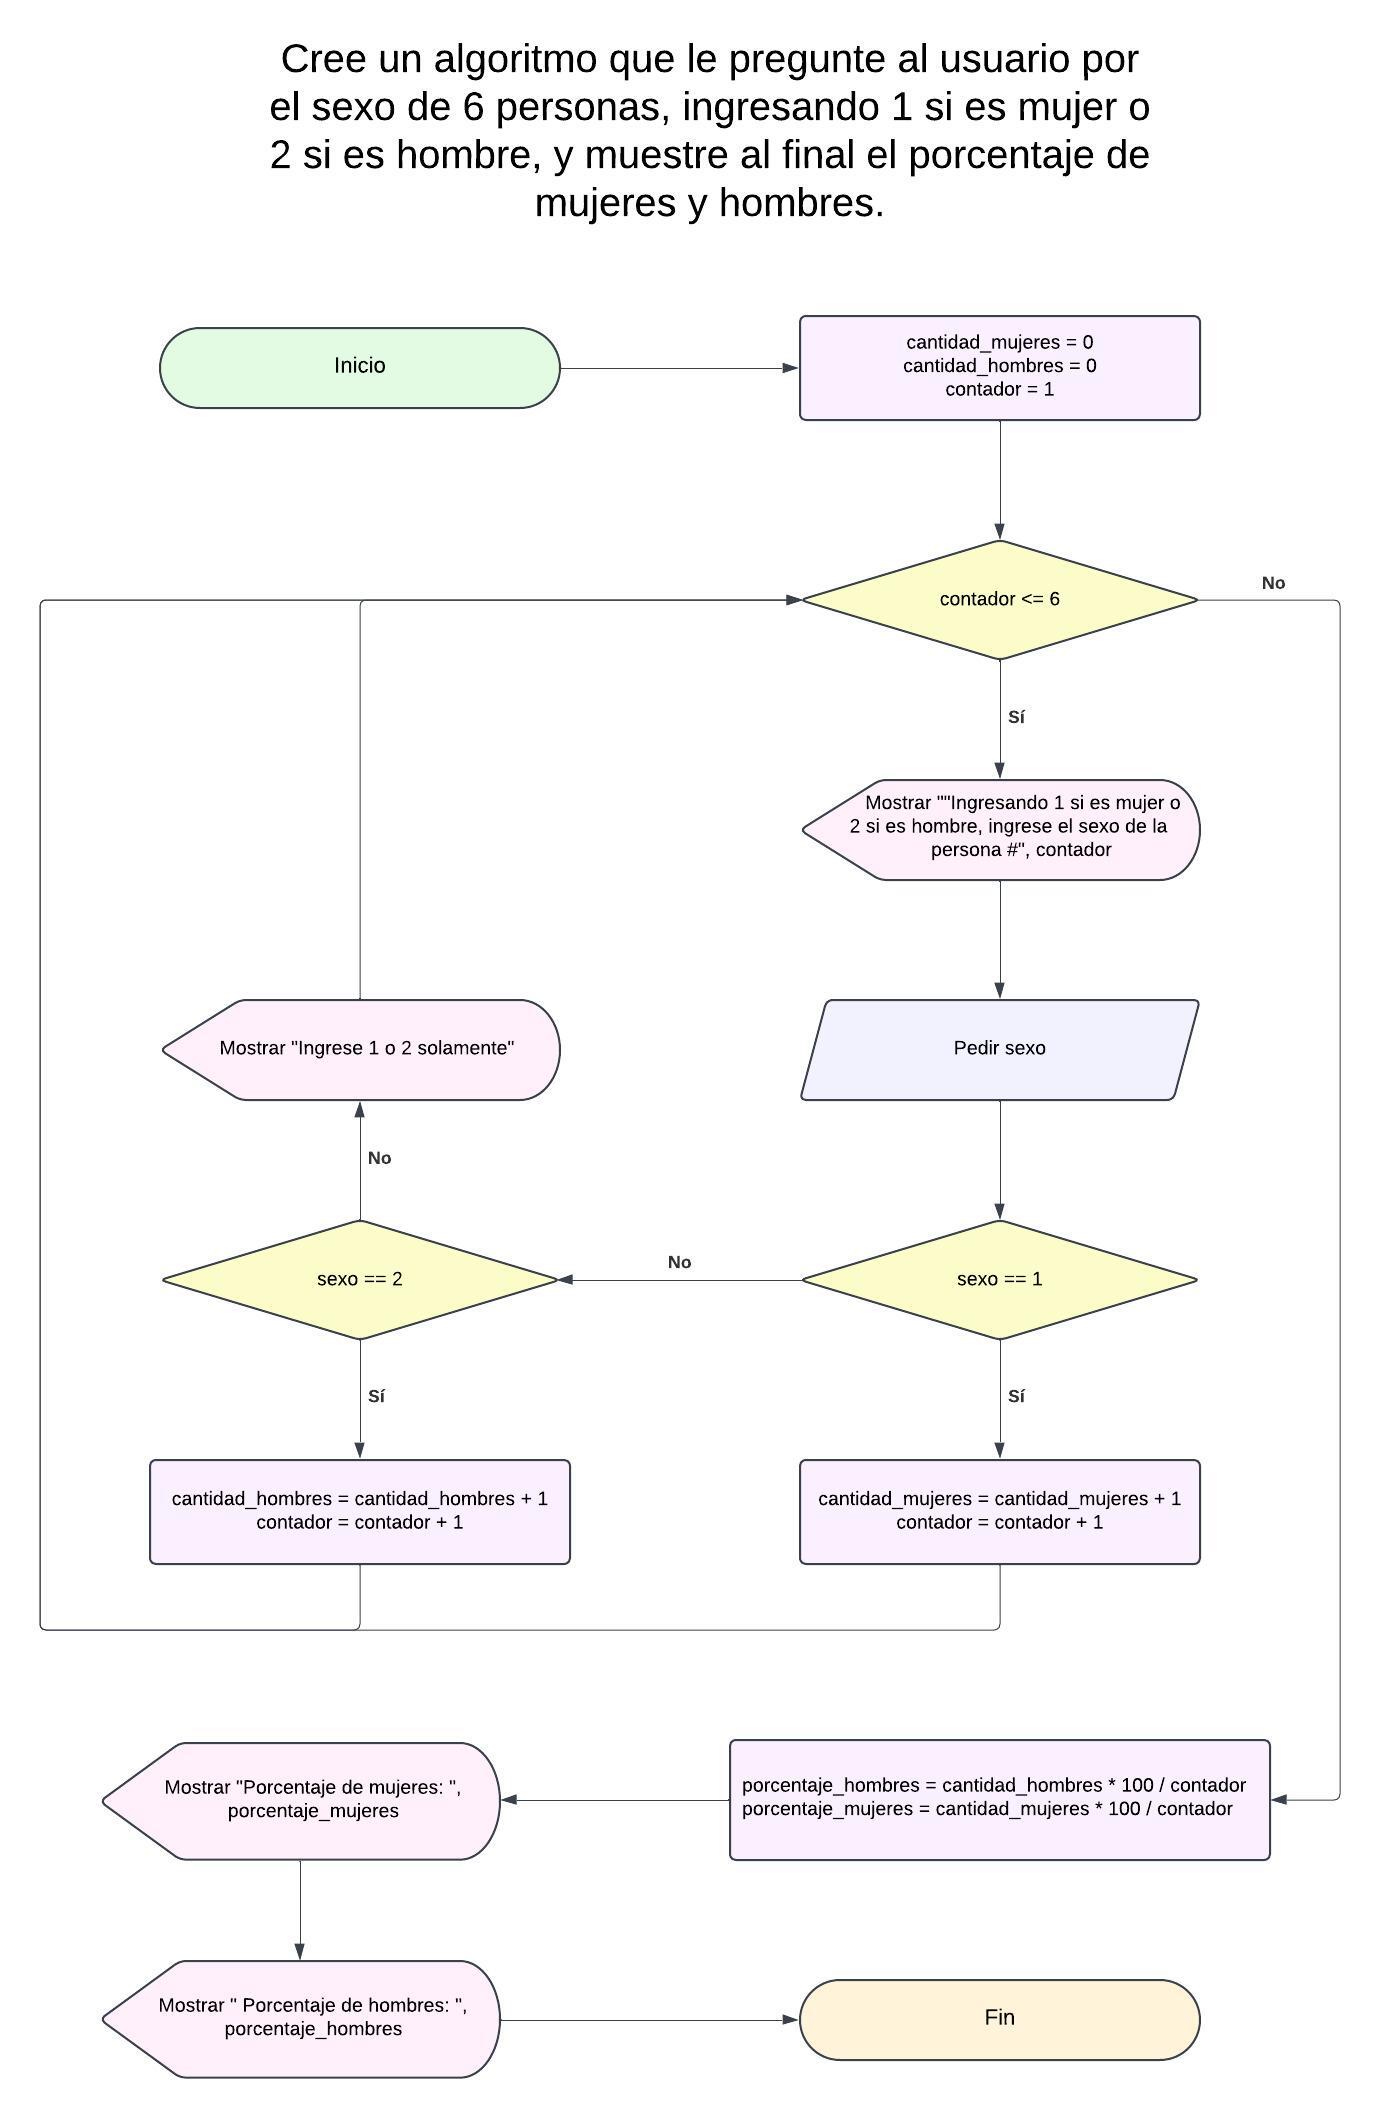 Cree un algoritmo que le pregunte al usuario por
el sexo de 6 personas, ingresando 1 si es mujer o
2 si es hombre, y muestre al final el porcentaje de
mujeres y hombres.
Inicio
cantidad_mujeres = 0
cantidad_hombres = 0
contador = 1
contador <= 6
No
Sí
Mostrar ""Ingresando 1 si es mujer o
2 si es hombre, ingrese el sexo de la
persona #", contador
Pedir sexo
Mostrar "Ingrese 1 o 2 solamente"
No
sexo == 1
No
sexo == 2
Sí
Sí
cantidad_hombres = cantidad_hombres + 1
contador = contador + 1
cantidad_mujeres = cantidad_mujeres + 1
contador = contador + 1
porcentaje_hombres = cantidad_hombres * 100 / contador
porcentaje_mujeres = cantidad_mujeres * 100 / contador
Mostrar "Porcentaje de mujeres: ",
porcentaje_mujeres
Mostrar " Porcentaje de hombres: ",
porcentaje_hombres
Fin